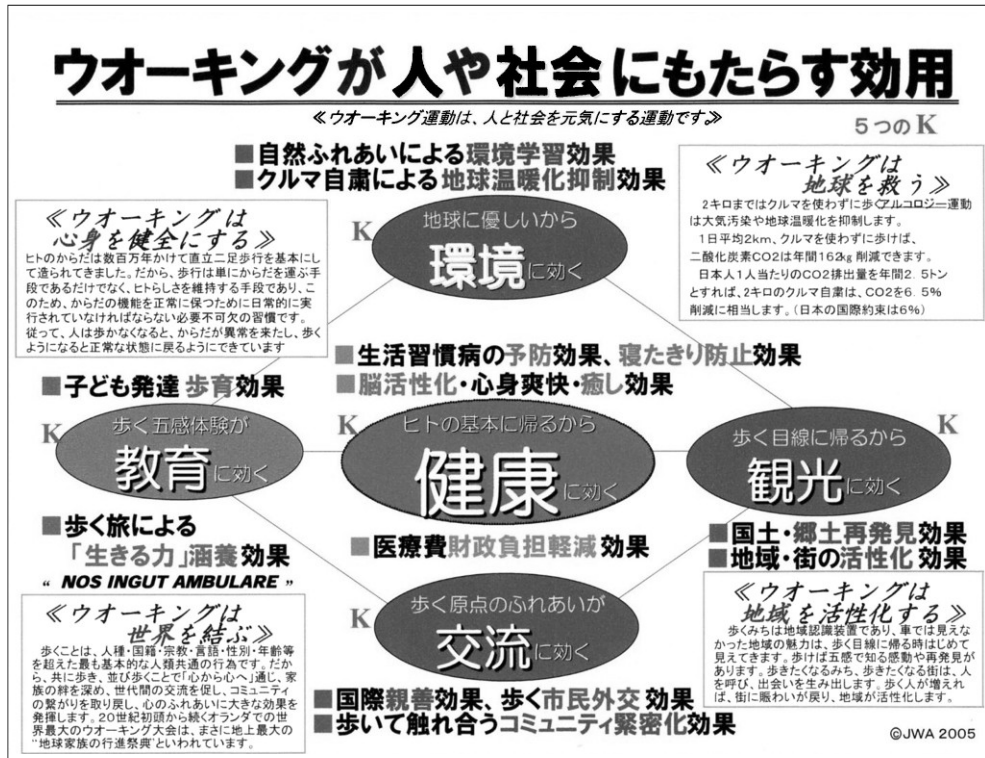 ウオーキングが人や社会にもたらす効用
≪ウオーキング運動は、人と社会を元気にする運動です≫
5つのK
■自然ふれあいによる環境学習効果
■クルマ自粛による地球温暖化抑制効果
≪ウオーキングは
地球を救う≫
2キロまではクルマを使わずに歩くアルコロジー運動
は大気汚染や地球温暖化を抑制します。
1日平均2km、クルマを使わずに歩けば、
二酸化炭素CO2は年間162kg削減できます。
日本人1人当たりのCO2排出量を年間2.5トン
とすれば、2キロのクルマ自粛は、CO2を6.5%
削減に相当します。(日本の国際約束は6%)
≪ウオーキングは
心身を健全にする≫
ヒトのからだは数百万年かけて直立二足歩行を基本にし
て造られてきました。だから、歩行は単にからだを運ぶ手
段であるだけでなく、ヒトらしさを維持する手段であり、こ
のため、からだの機能を正常に保つために日常的に実
行されていなければならない必要不可欠の習慣です。
従って、人は歩かなくなると、からだが異常を来たし、歩く
ようになると正常な状態に戻るようにできています
K
地球に優しいから
環境に効く
■生活習慣病の予防効果、寝たきり防止効果
■脳活性化・心身爽快・癒し効果
■子ども発達 歩育効果
K
歩く五感体験が
教育に効く
K
ヒトの基本に帰るから
健康に効く
K
歩く目線に帰るから
観光に効く
■歩く旅による
「生きる力」涵養効果
“ NOS INGUT AMBULARE ”
■医療費財政負担軽減効果
■国土・郷土再発見効果
■地域・街の活性化 効果
≪ウオーキングは
世界を結ぶ≫
歩くことは、人種・国籍・宗教・言語・性別・年齢等
を超えた最も基本的な人類共通の行為です。だか
ら、共に歩き、並び歩くことで「心から心へ」通じ、家
族の絆を深め、世代間の交流を促し、コミュニティ
の繋がりを取り戻し、心のふれあいに大きな効果を
発揮します。20世紀初頭から続くオランダでの世
界最大のウオーキング大会は、まさに地上最大の
“地球家族の行進祭典”といわれています。
K
歩く原点のふれあいが
交流に効く
■国際親善効果、歩く市民外交 効果
■歩いて触れ合うコミュニティ緊密化効果
≪ウオーキングは
地域を活性化する≫
歩くみちは地域認識装置であり、車では見えな
かった地域の魅力は、歩く目線に帰る時はじめて
見えてきます。歩けば五感で知る感動や再発見が
あります。歩きたくなるみち、歩きたくなる街は、人
を呼び、出会いを生み出します。歩く人が増えれ
ば、街に賑わいが戻り、地域が活性化します。
©JWA 2005